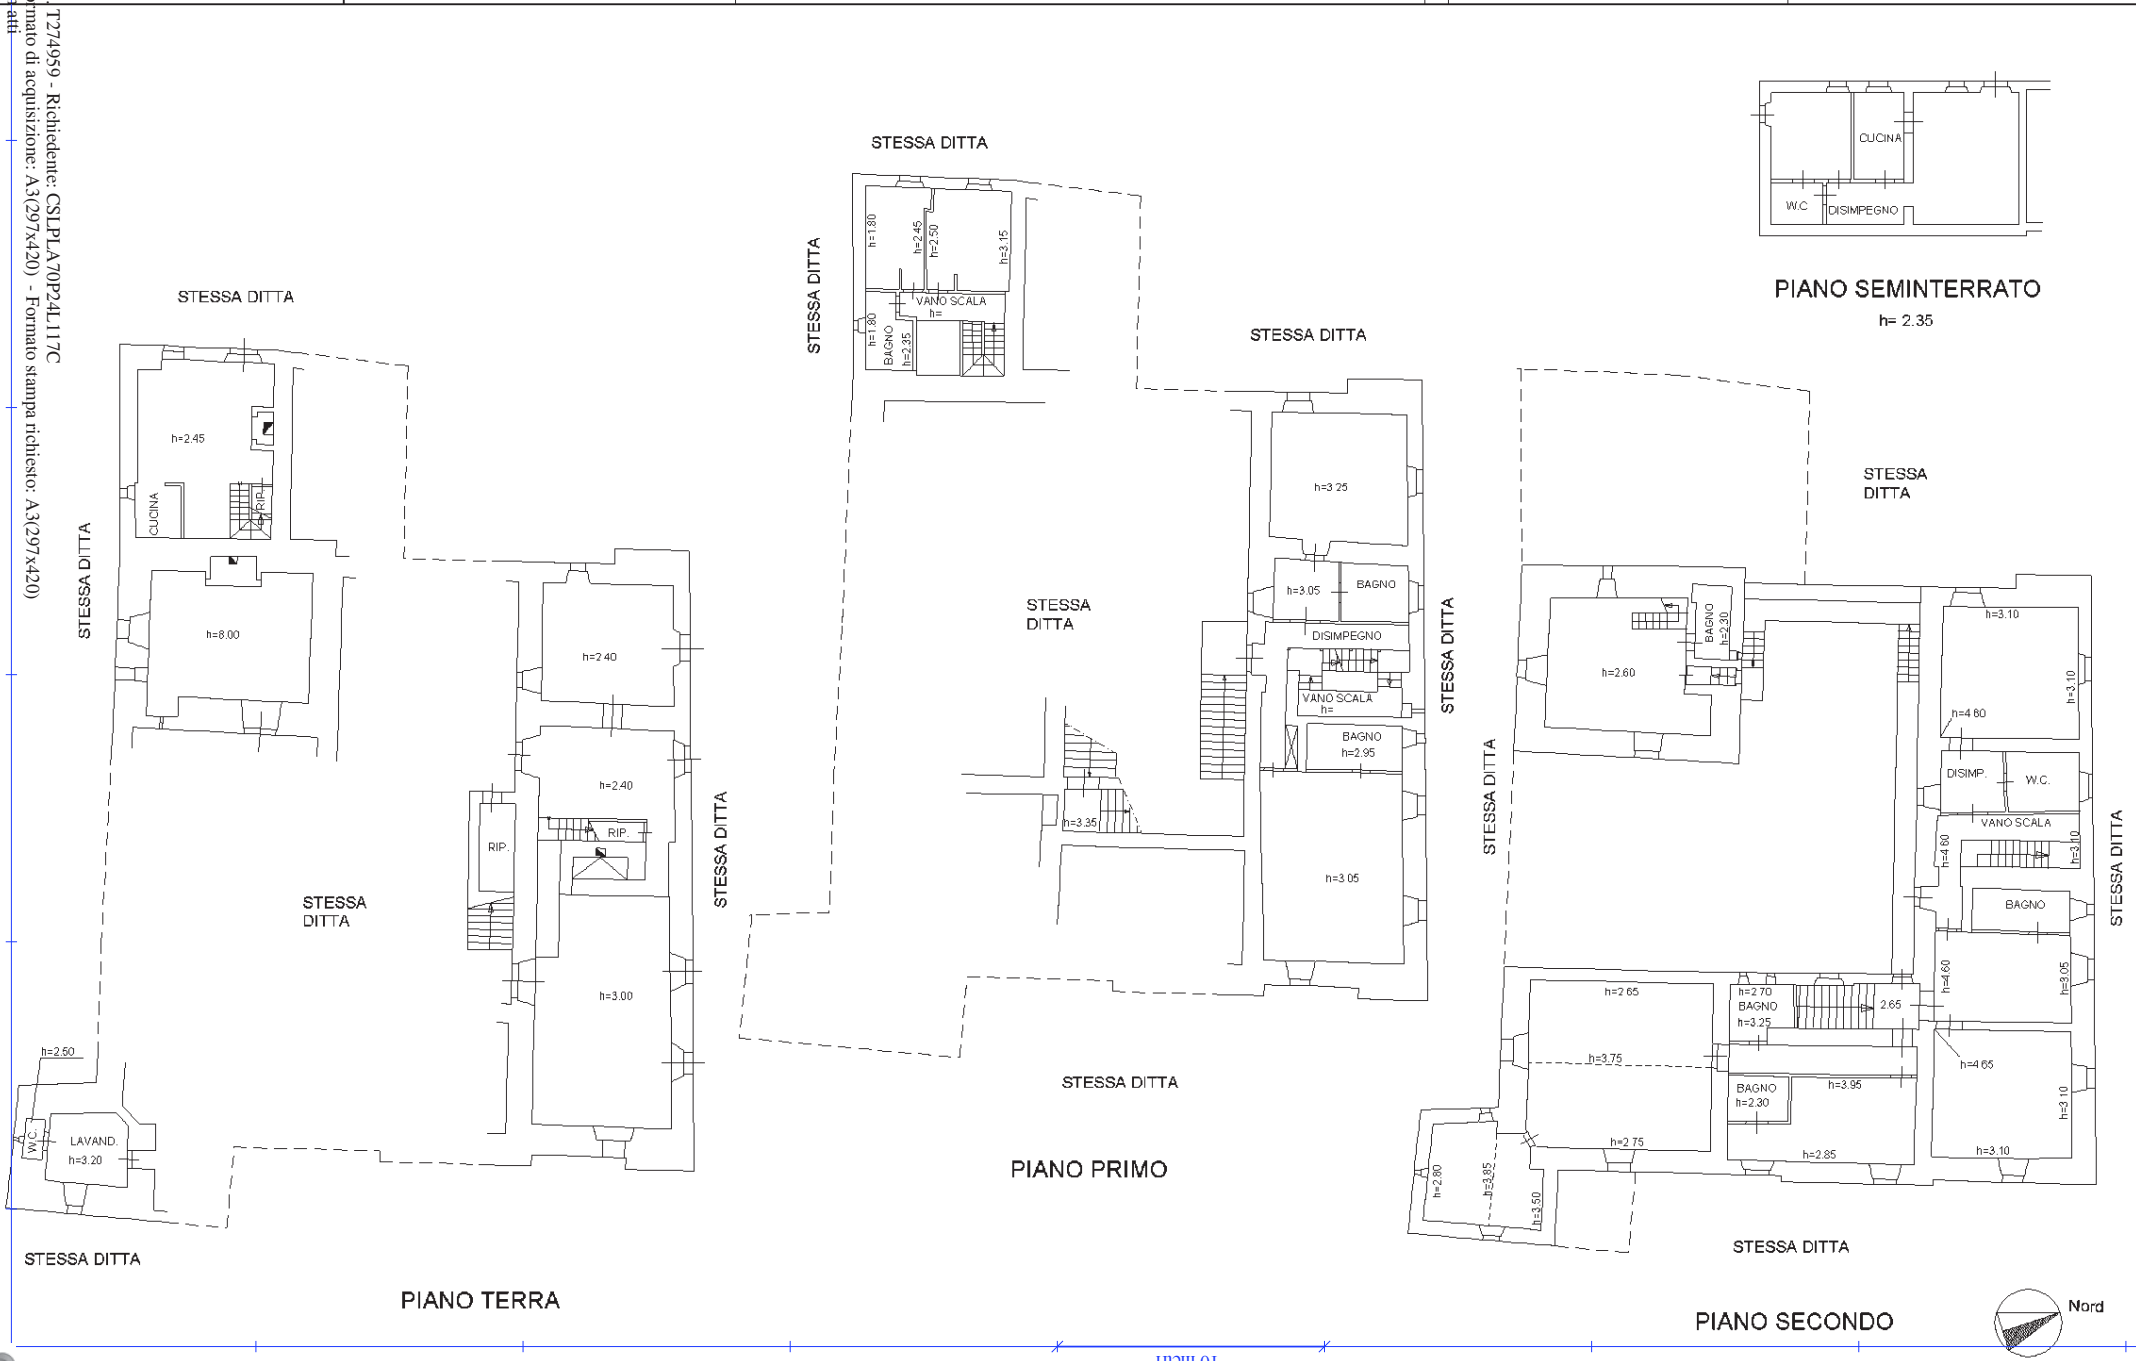 . T274959 - Richiedente: CSLPLA70P24L117C
ormato di acquisizione: A3(297x420) - Formato stampa richiesto: A3(297x420)
atti
CUCINA
W.C
DISIMPEGNO
PIANO SEMINTERRATO
h= 2.35
STESSA DITTA
STESSA DITTA
h=2.45
CUCINA
RIP.
STESSA DITTA
h=8.00
h=2.40
h=2.40
RIP.
RIP.
STESSA DITTA
STESSA
DITTA
h=3.00
h=2.50
W.C.
LAVAND.
h=3.20
STESSA DITTA
PIANO TERRA
STESSA DITTA
STESSA DITTA
h=1.80
h=2.45
h=2.50
h=3.15
VANO SCALA
h=
h=1.80
BAGNO
h=2.35
STESSA DITTA
h=3.25
h=3.05
BAGNO
STESSA
DITTA
DISIMPEGNO
STESSA DITTA
VANO SCALA
h=
BAGNO
h=2.95
h=3.35
h=3.05
STESSA DITTA
PIANO PRIMO
STESSA
DITTA
BAGNO
h=2.30
h=2.60
h=3.10
h=3.10
h=4.60
STESSA DITTA
DISIMP.
W.C.
VANO SCALA
h=4.60
h=3.10
STESSA DITTA
BAGNO
h=4.60
h=3.05
h=2.65
h=2.70
BAGNO
h=3.25
2.65
h=3.75
h=4.65
BAGNO
h=2.30
h=3.95
h=3.10
h=2.75
h=2.85
h=3.10
h=2.80
h=3.85
h=3.50
STESSA DITTA
PIANO SECONDO
Nord